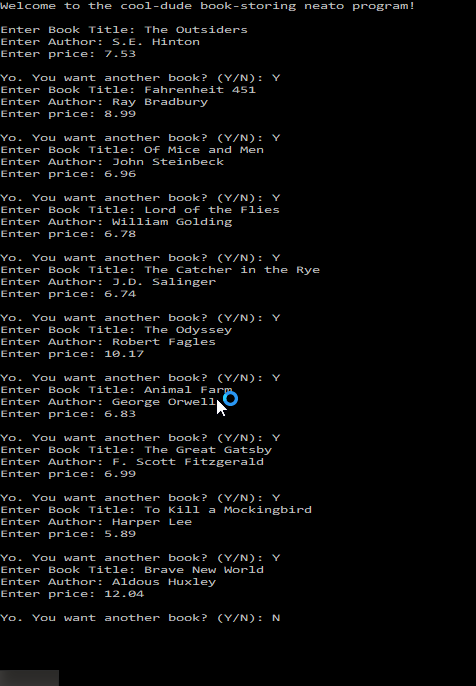 Welcome to the cool-dude book-storing neato program!
Enter Book Title: The Outsiders
Enter Author: S.E. Hinton
Enter price: 7.53
Yo. You want another book? (Y/N): Y
Enter Book Title: Fahrenheit 451
Enter Author: Ray Bradbury
Enter price: 8.99
Yo. You want another book? (Y/N): Y
Enter Book Title: Of Mice and Men
Enter Author: John Steinbeck
Enter price: 6.96
Yo. You want another book? (Y/N): Y
Enter Book Title: Lord of the Flies
Enter Author: William Golding
Enter price: 6.78
Yo. You want another book? (Y/N): Y
Enter Book Title: The Catcher in the Rye
Enter Author: J.D. Salinger
Enter price: 6.74
Yo. You want another book? (Y/N): Y
Enter Book Title: The Odyssey
Enter Author: Robert Fagles
Enter price: 10.17
Yo. You want another book? (Y/N): Y
Enter Book Title: Animal Farm
Enter Author: George Orwell
Enter price: 6.83
Yo. You want another book? (Y/N): Y
Enter Book Title: The Great Gatsby
Enter Author: F. Scott Fitzgerald
Enter price: 6.99
Yo. You want another book? (Y/N): Y
Enter Book Title: To Kill a Mockingbird
Enter Author: Harper Lee
Enter price: 5.89
Yo. You want another book? (Y/N): Y
Enter Book Title: Brave New World
Enter Author: Aldous Huxley
Enter price: 12.04
Yo. You want another book? (Y/N): N